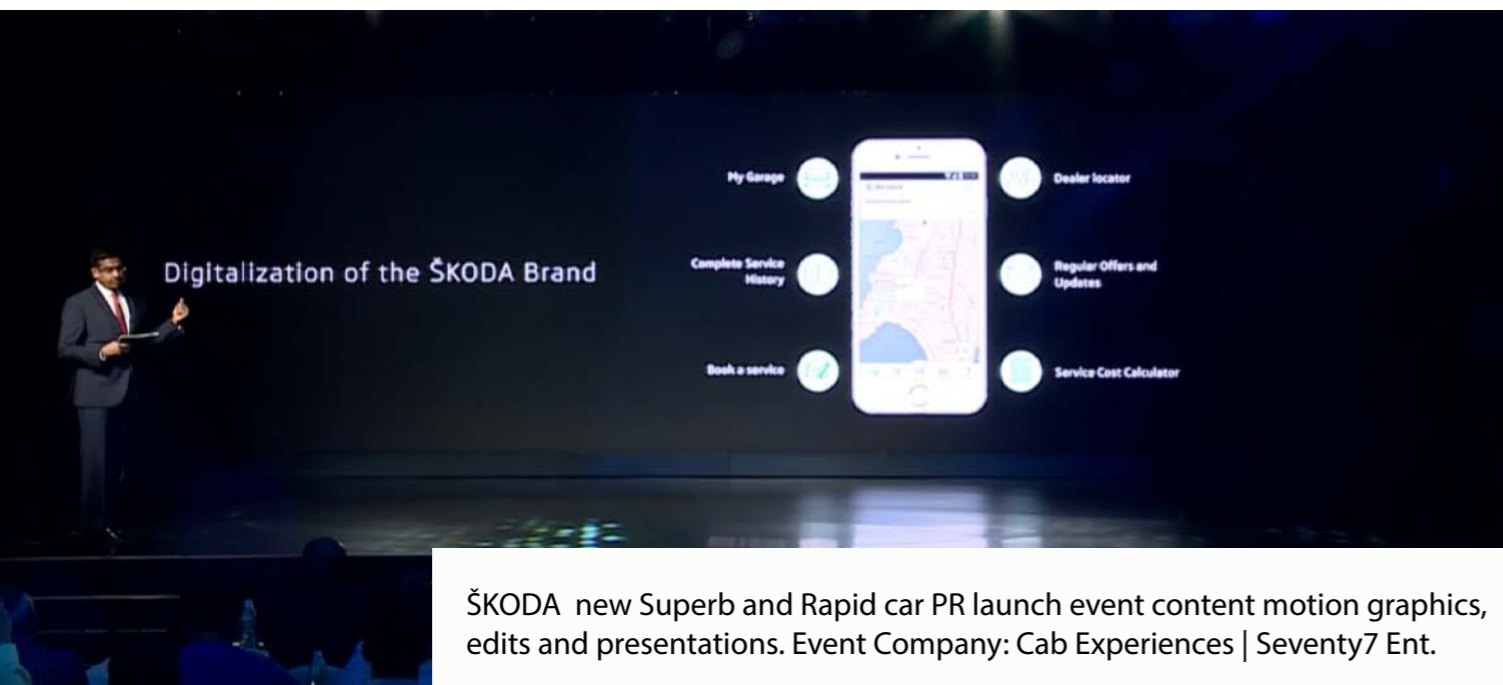 Digitalization of the ŠKODA Brand
My Garage
Complete Service
History
Book a service
Dealer locator
Regular Offers and
Updates
Service Cost Calculator
ŠKODA new Superb and Rapid car PR launch event content motion graphics,
edits and presentations. Event Company: Cab Experiences | Seventy7 Ent.